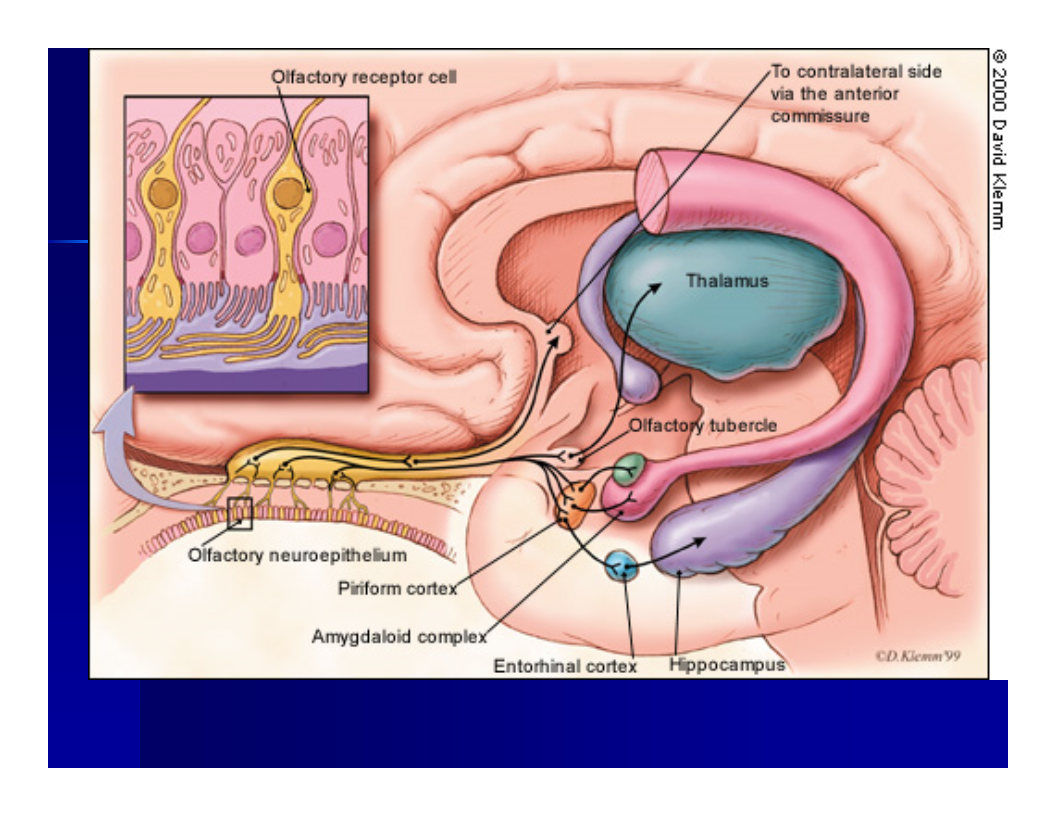 Olfactory receptor cell
To contralateral side
via the anterior
commissure
© 2000 David Klemm
Thalamus
Olfactory tubercle
Olfactory neuroepithelium
Piriform cortex
Amygdaloid complex
Entorhinal cortex
Hippocampus
©D.Klemm'99